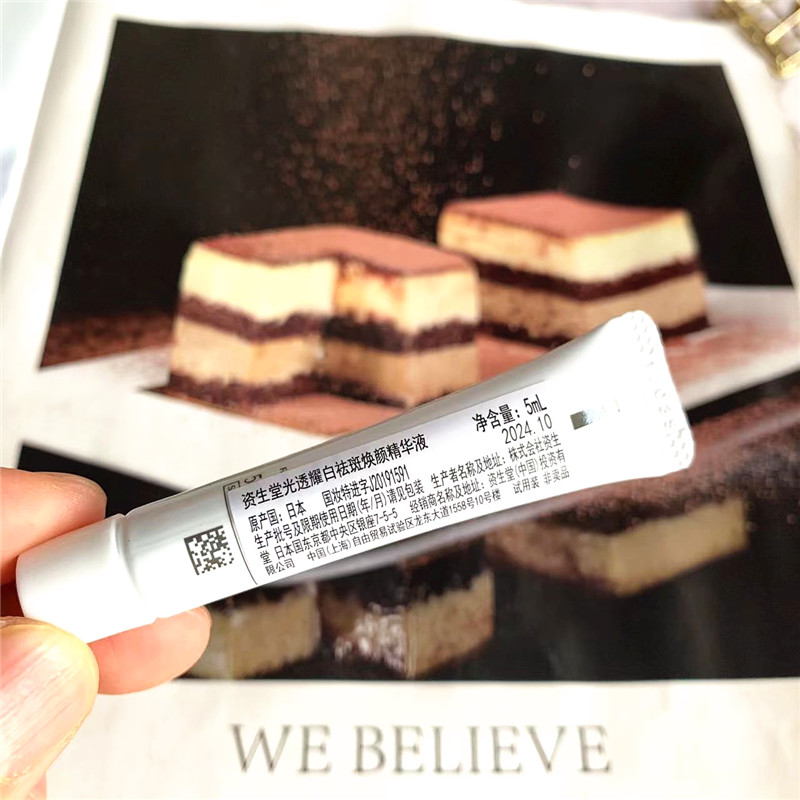 净含量：5mL
2024.10
资生堂光透耀白祛斑焕颜精华液
原产国：日本 国妆特进字J20191591
生产批号及限期使用日期(年/月)请见包装 生产者名称及地址：株式会社资生
堂 日本国东京都中央区银座7-5-5 经销商名称及地址：资生堂(中国)投资有
限公司 中国(上海)自由贸易试验区龙东大道1558号10号楼 试用装 非卖品
WE BELIEVE